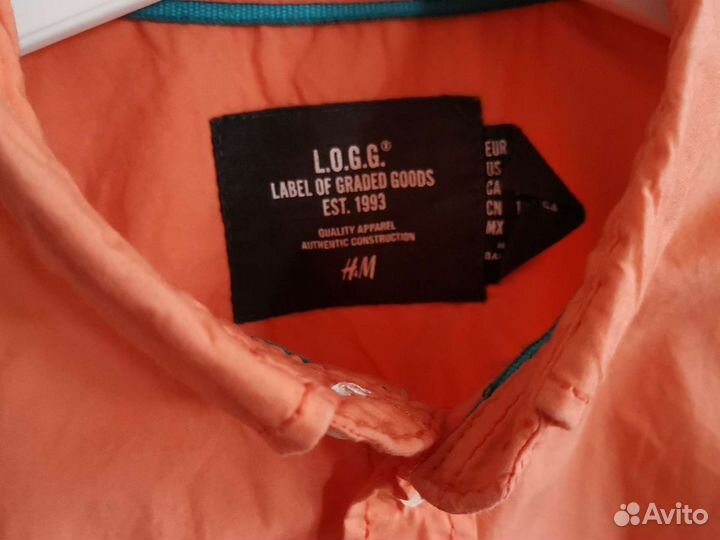 L.O.G.G.®
LABEL OF GRADED GOODS
EST. 1993
QUALITY APPAREL
AUTHENTIC CONSTRUCTION
H&M
EUR
US
CA
CN
MX
Avito